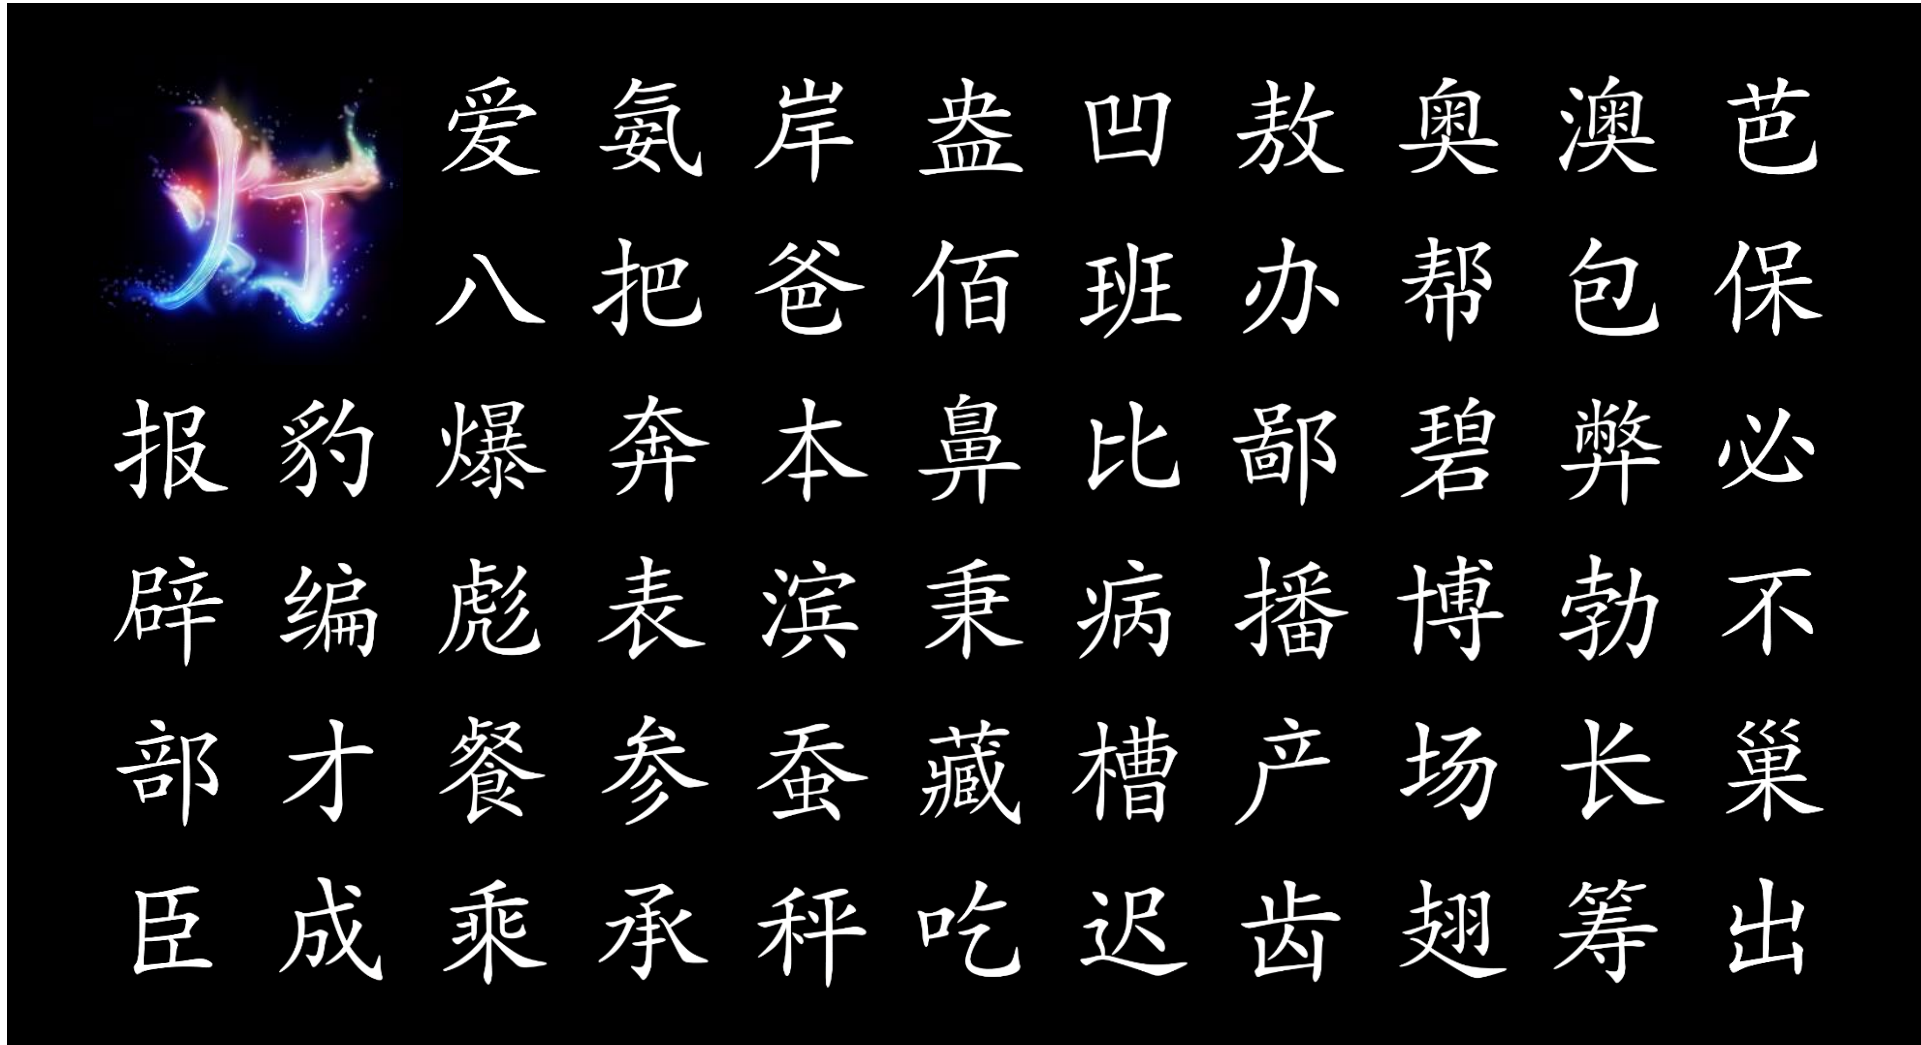 灯
爱氨岸盎凹敖奥澳芭
八把爸佰班办帮包保
报豹爆奔本鼻比鄙碧弊必
辟编彪表滨秉病播博勃不
部才餐参蚕藏槽产场长巢
臣成乘承秤吃迟齿翅筹出